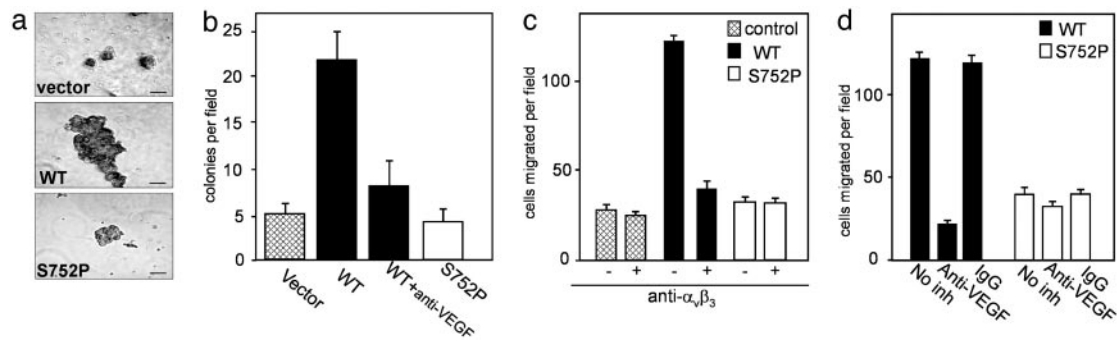 a
vector
WT
S752P
b
colonies per field
25
20
15
10
5
0
Vector
WT
WT+anti-VEGF
S752P
c
cells migrated per field
100
50
0
control
WT
S752P
- + - + - +
anti-αvβ3
d
cells migrated per field
100
50
0
WT
S752P
No inh
Anti-VEGF
IgG
No inh
Anti-VEGF
IgG